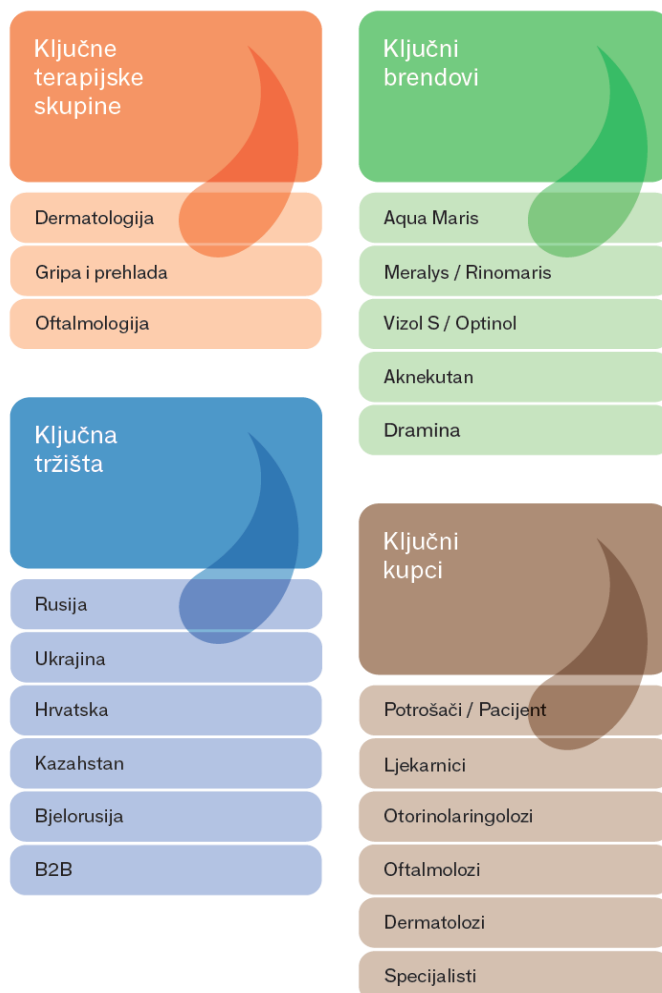 Ključne
terapijske
skupine
Dermatologija
Gripa i prehlada
Oftalmologija
Ključna
tržišta
Rusija
Ukrajina
Hrvatska
Kazahstan
Bjelorusija
B2B
Ključni
brendovi
Aqua Maris
Meralys / Rinomaris
Vizol S / Optinol
Aknekutan
Dramina
Ključni
kupci
Potrošači / Pacijent
Ljekarnici
Otorinolaringolozi
Oftalmolozi
Dermatolozi
Specijalisti